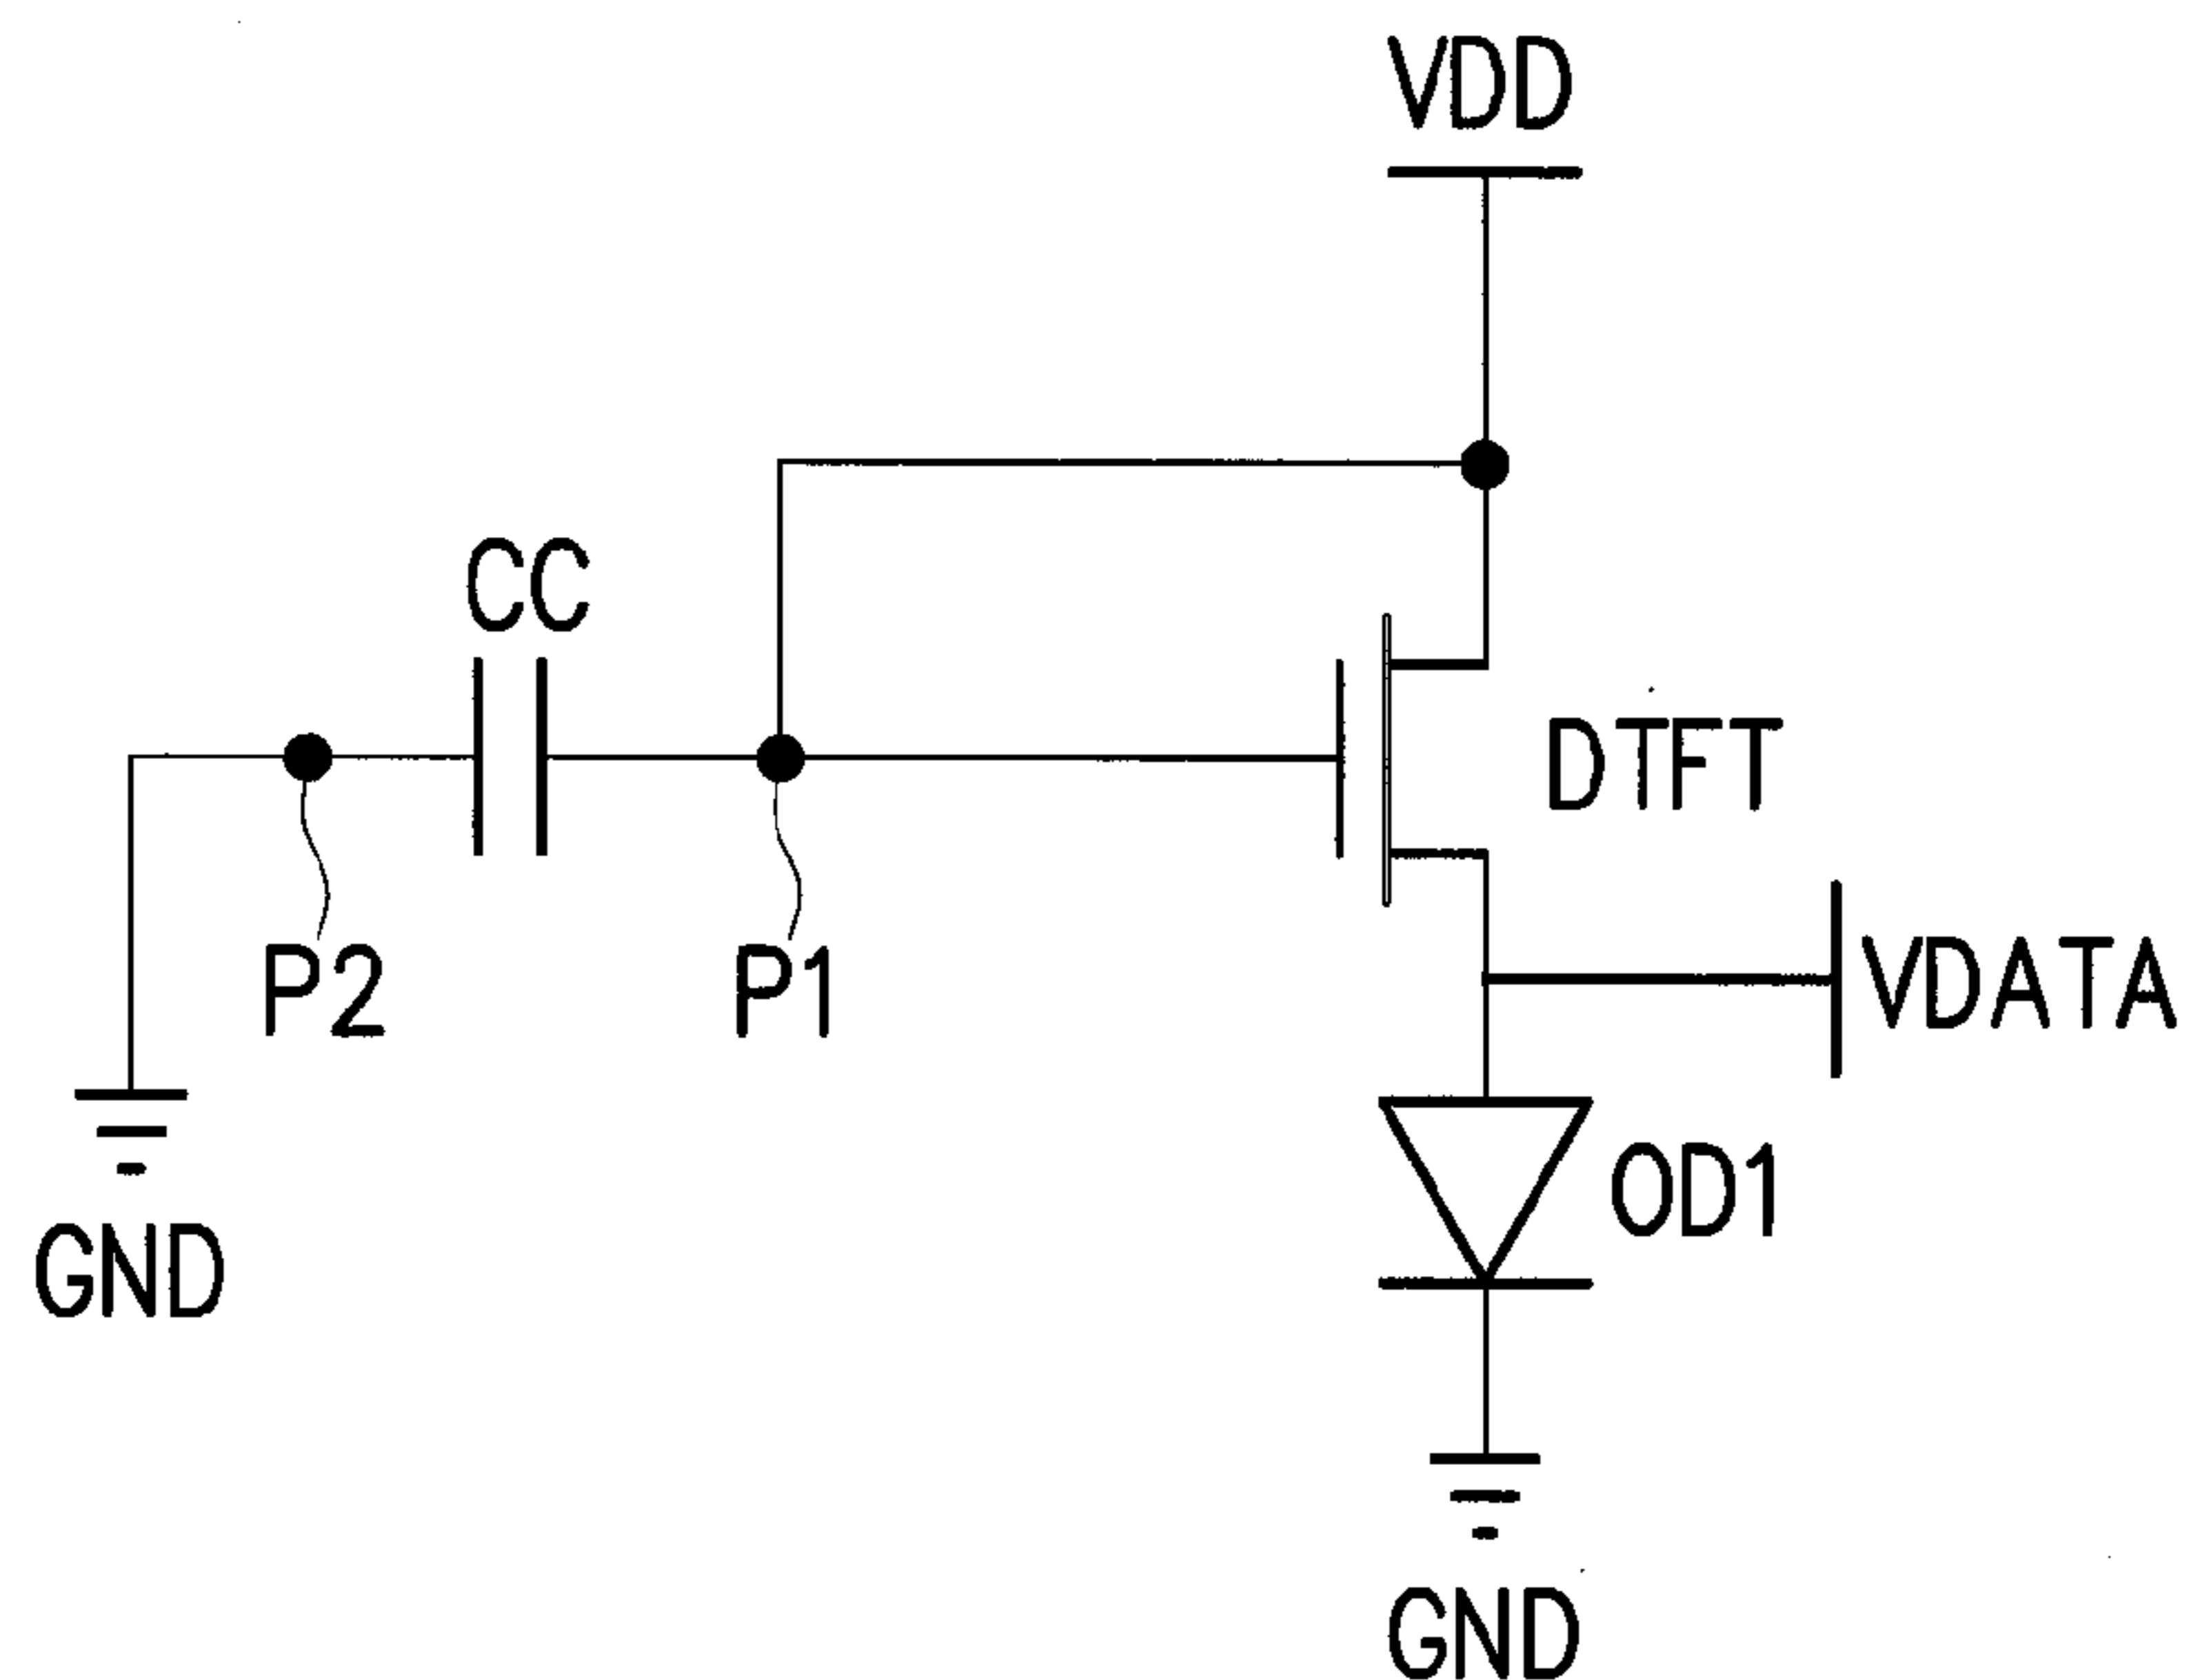 VDD
CC
DTFT
P2
P1
VDATA
OD1
GND
GND